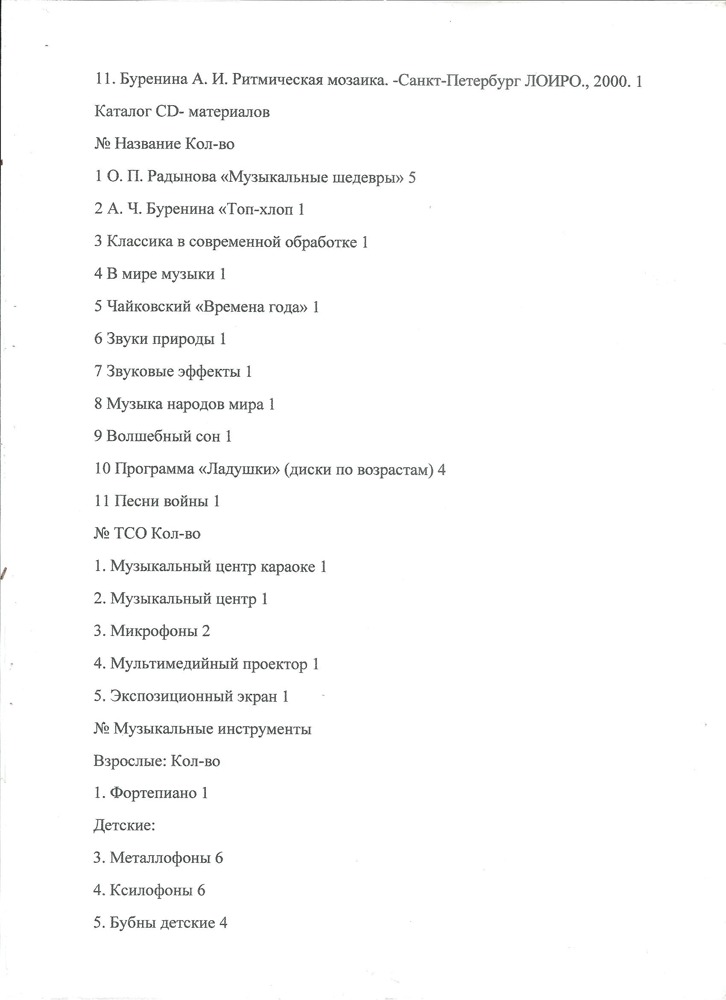 11. Буренина А. И. Ритмическая мозаика. -Санкт-Петербург ЛОИРО., 2000. 1
Каталог CD- материалов
№ Название Кол-во
1 О. П. Радынова «Музыкальные шедевры» 5
2 А. Ч. Буренина «Топ-хлоп 1
3 Классика в современной обработке 1
4 В мире музыки 1
5 Чайковский «Времена года» 1
6 Звуки природы 1
7 Звуковые эффекты 1
8 Музыка народов мира 1
9 Волшебный сон 1
10 Программа «Ладушки» (диски по возрастам) 4
11 Песни войны 1
№ ТСО Кол-во
1. Музыкальный центр караоке 1
2. Музыкальный центр 1
3. Микрофоны 2
4. Мультимедийный проектор 1
5. Экспозиционный экран 1
№ Музыкальные инструменты
Взрослые: Кол-во
1. Фортепиано 1
Детские:
3. Металлофоны 6
4. Ксилофоны 6
5. Бубны детские 4